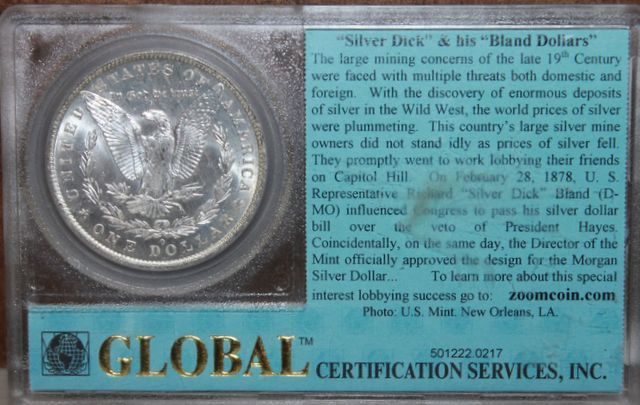 "Silver Dick" & his "Bland Dollars"
The large mining concerns of the late 19th Century
were faced with multiple threats both domestic and
foreign. With the discovery of enormous deposits
of silver in the Wild West, the world prices of silver
were plummeting. This country's large silver mine
owners did not stand idly as prices of silver fell.
They promptly went to work lobbying their friends
on Capitol Hill. On February 28, 1878, U. S.
Representative Richard "Silver Dick" Bland (D-
MO) influenced Congress to pass his silver dollar
bill over the veto of President Hayes.
Coincidentally, on the same day, the Director of the
Mint officially approved the design for the Morgan
Silver Dollar... To learn more about this special
interest lobbying success go to: zoomcoin.com
Photo: U.S. Mint. New Orleans, LA.
UNITED STATES OF AMERICA
In God we trust
O
ONE DOLLAR
501222.0217
GLOBAL™
CERTIFICATION SERVICES, INC.